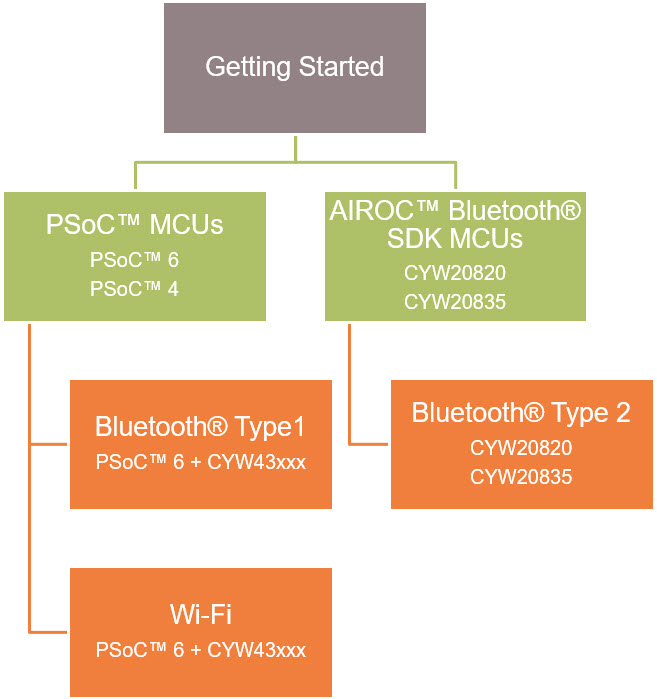 Getting Started
PSoC™ MCUs
PSoC™ 6
PSoC™ 4
AIROC™ Bluetooth®
SDK MCUs
CYW20820
CYW20835
Bluetooth® Type1
PSoC™ 6 + CYW43xxx
Bluetooth® Type 2
CYW20820
CYW20835
Wi-Fi
PSoC™ 6 + CYW43xxx